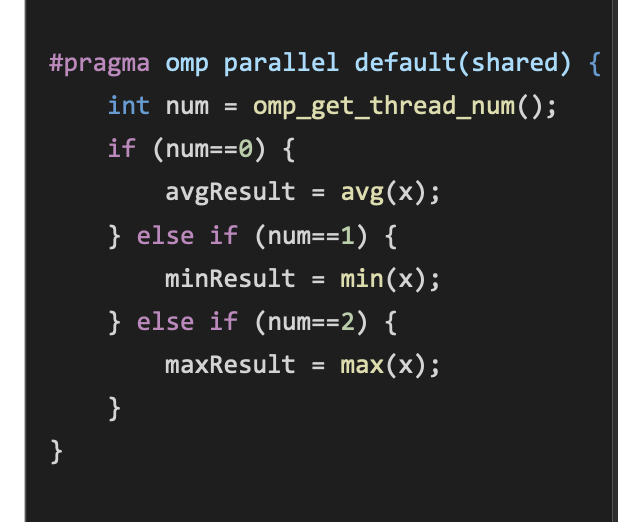 #pragma omp parallel default(shared) {
    int num = omp_get_thread_num();
    if (num==0) {
        avgResult = avg(x);
    } else if (num==1) {
        minResult = min(x);
    } else if (num==2) {
        maxResult = max(x);
    }
}